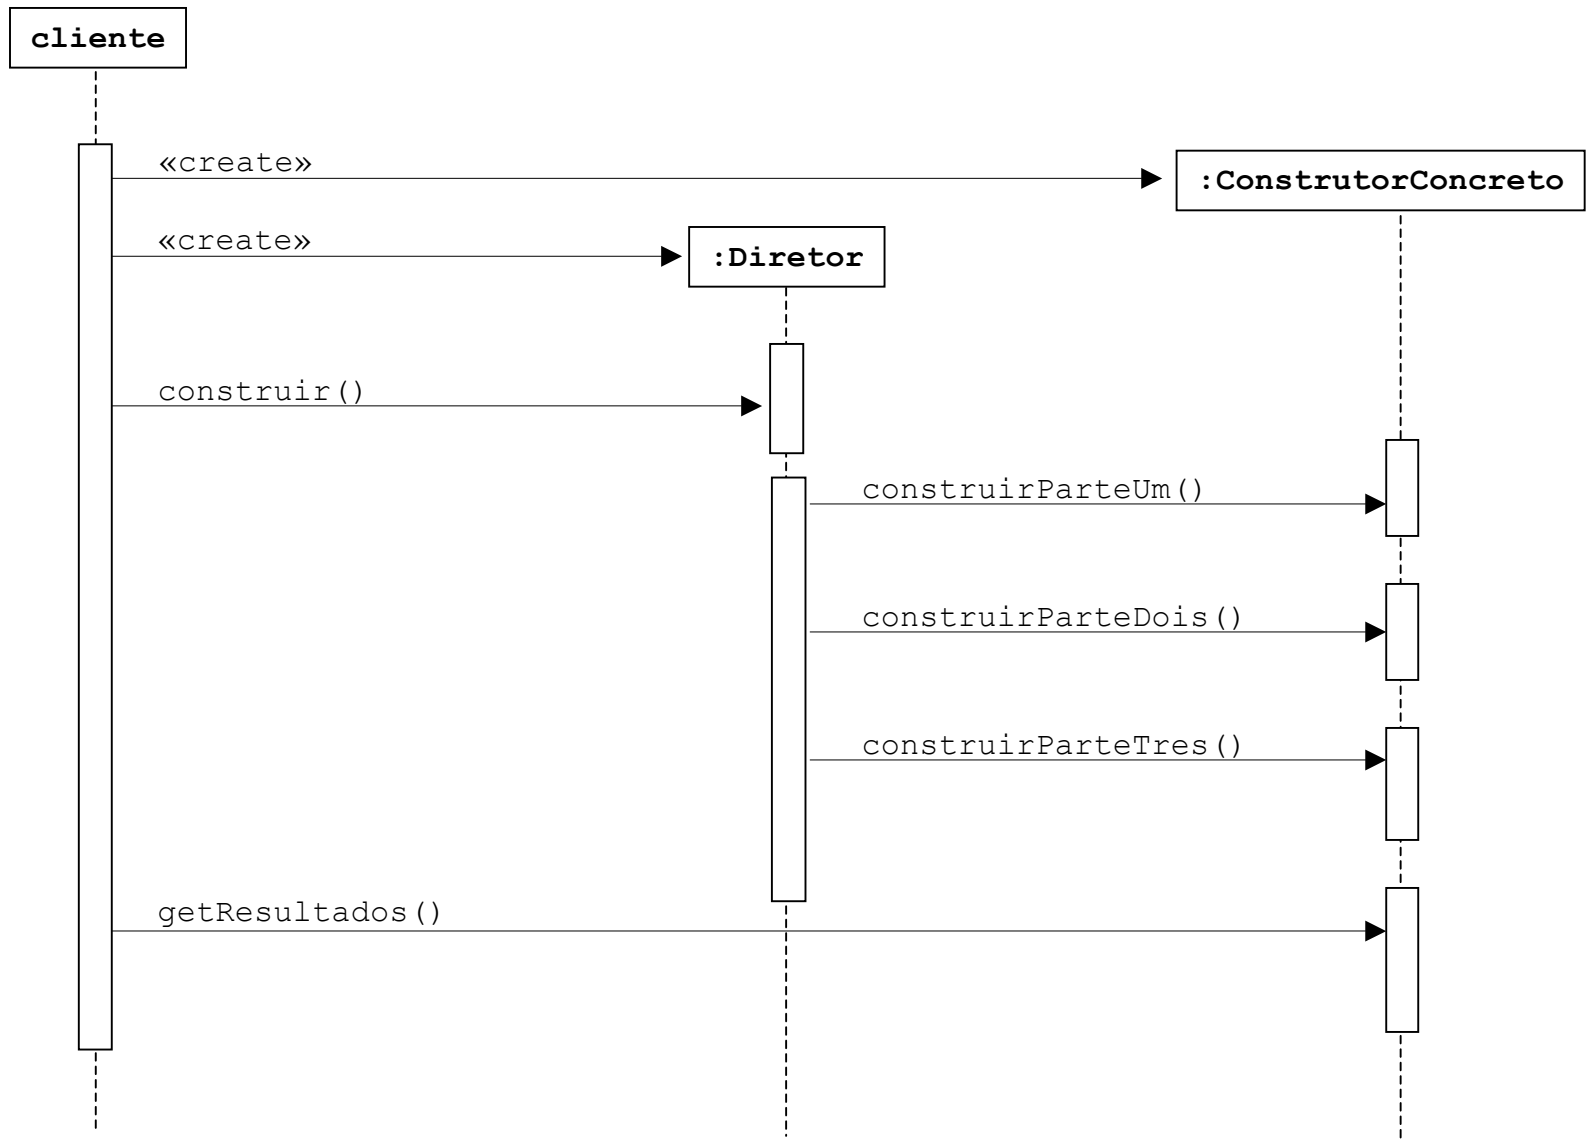 cliente
«create»
:ConstrutorConcreto
«create»
:Diretor
construir()
construirParteUm()
construirParteDois()
construirParteTres()
getResultados()